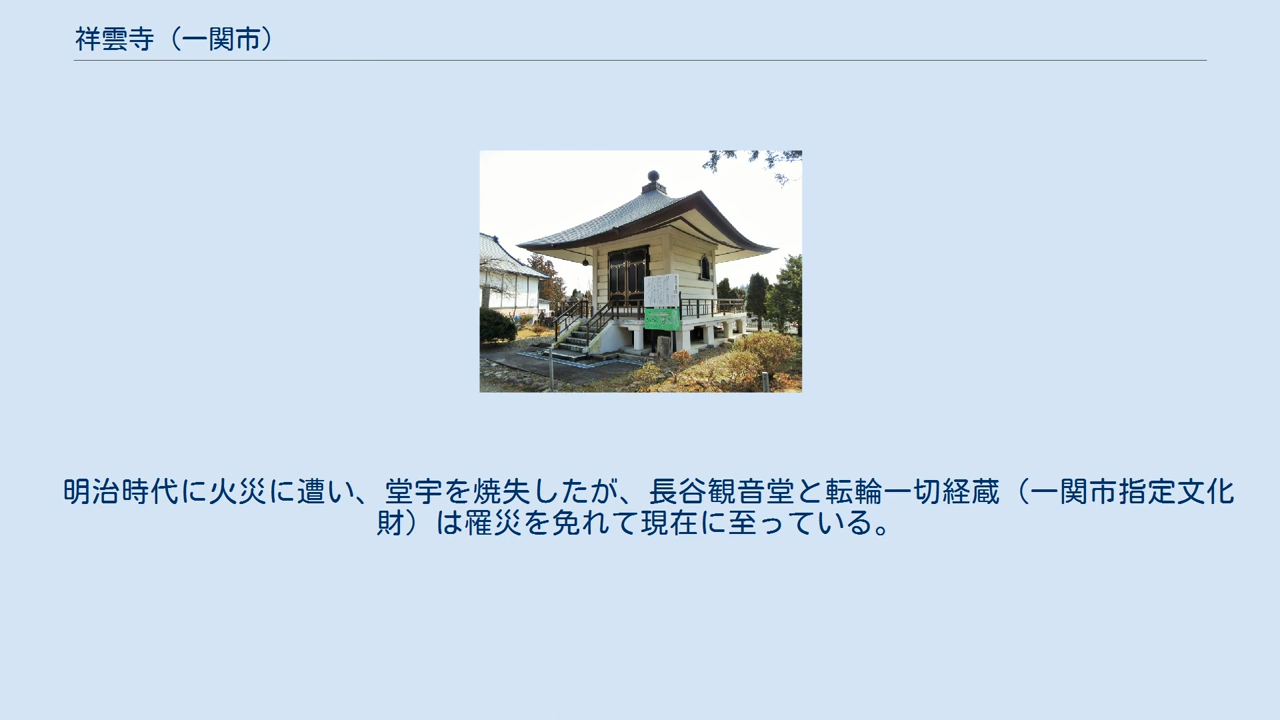 祥雲寺（一関市）
明治時代に火災に遭い、堂宇を焼失したが、長谷観音堂と転輪一切経蔵（一関市指定文化
財）は罹災を免れて現在に至っている。